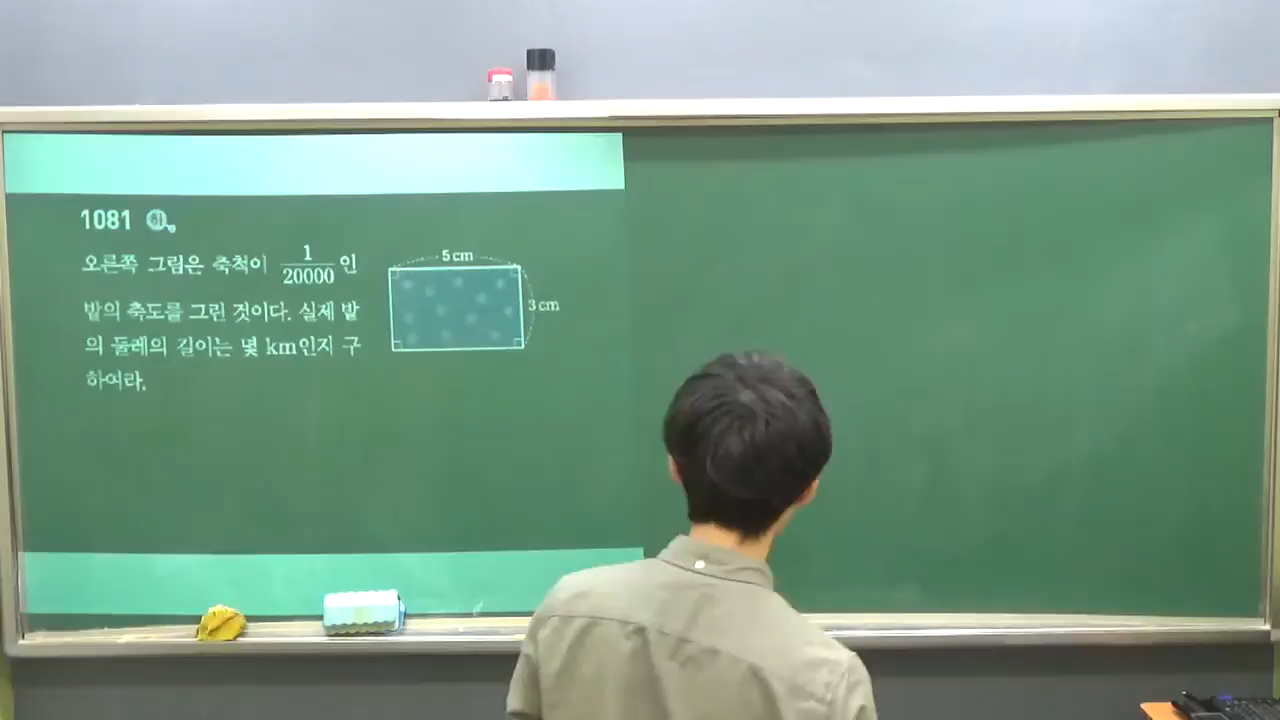 1081
오른쪽 그림은 축척이 1/20000 인
밭의 축도를 그린 것이다. 실제 밭
의 둘레의 길이는 몇 km인지 구
하여라.
5 cm
3 cm